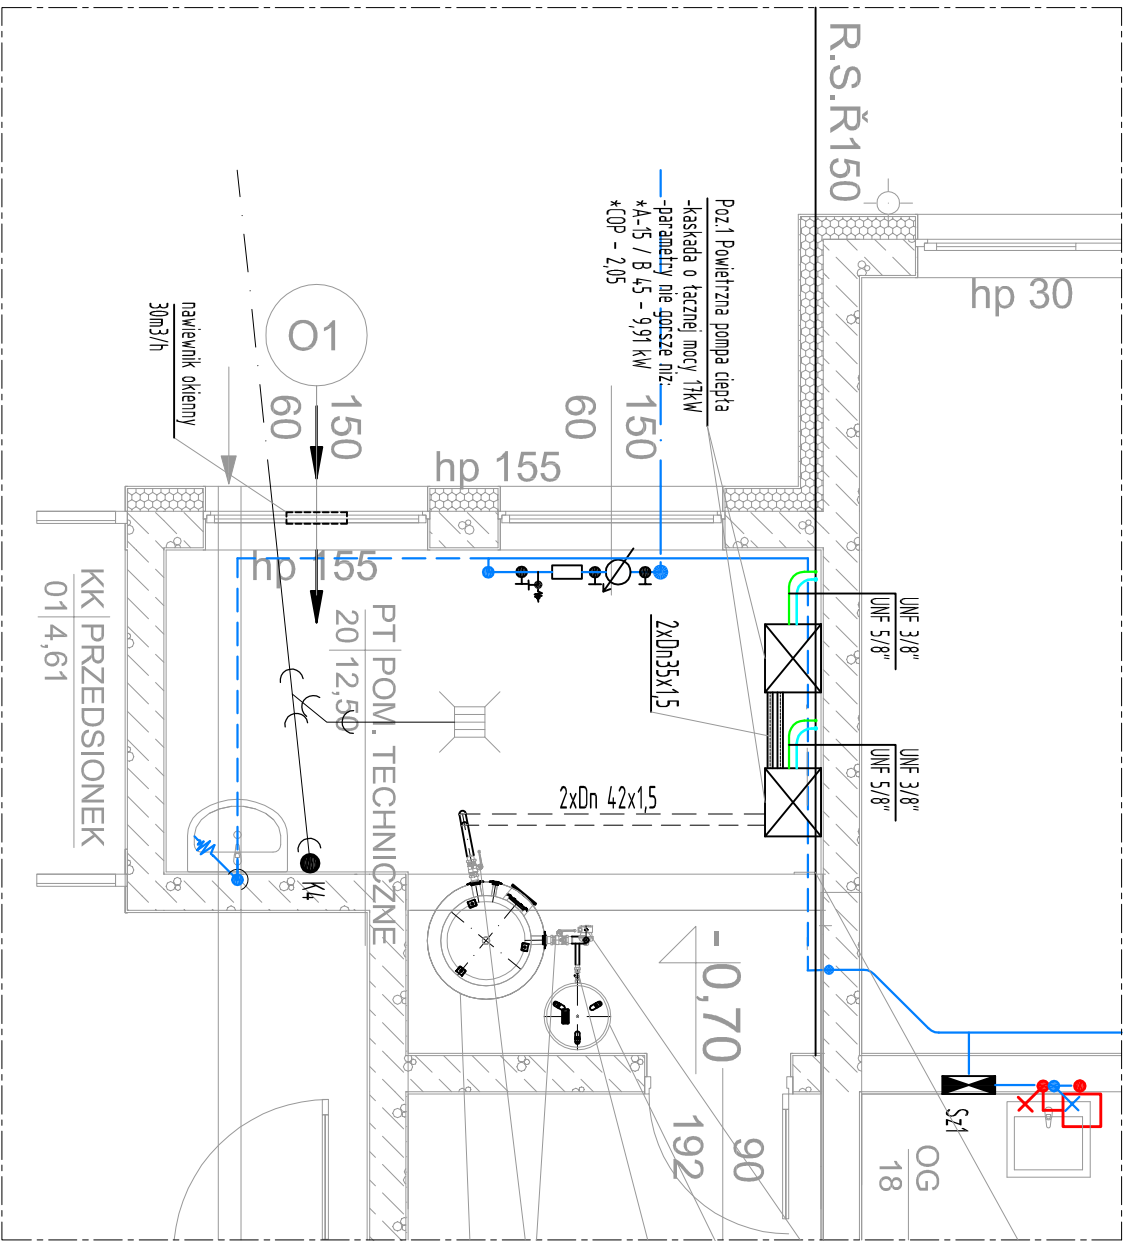 R.S.Ř150
hp 30
Poz.1 Powietrzna pompa ciepła
-kaskada o łacznej mocy 17kW
-parametry nie gorsze niż:
*A-15 / B 45 - 9,91 kW
*COP - 2,05
nawiewnik okienny
30m3/h
O1
150
60
150
60
hp 155
hp 155
UNF 3/8"
UNF 5/8"
UNF 3/8"
UNF 5/8"
2xDn35x1,5
2xDn 42x1,5
PT POM. TECHNICZNE
20 12,50
KK PRZEDSIONEK
01 4,61
K4
- 0,70
90
192
Sz1
OG
18